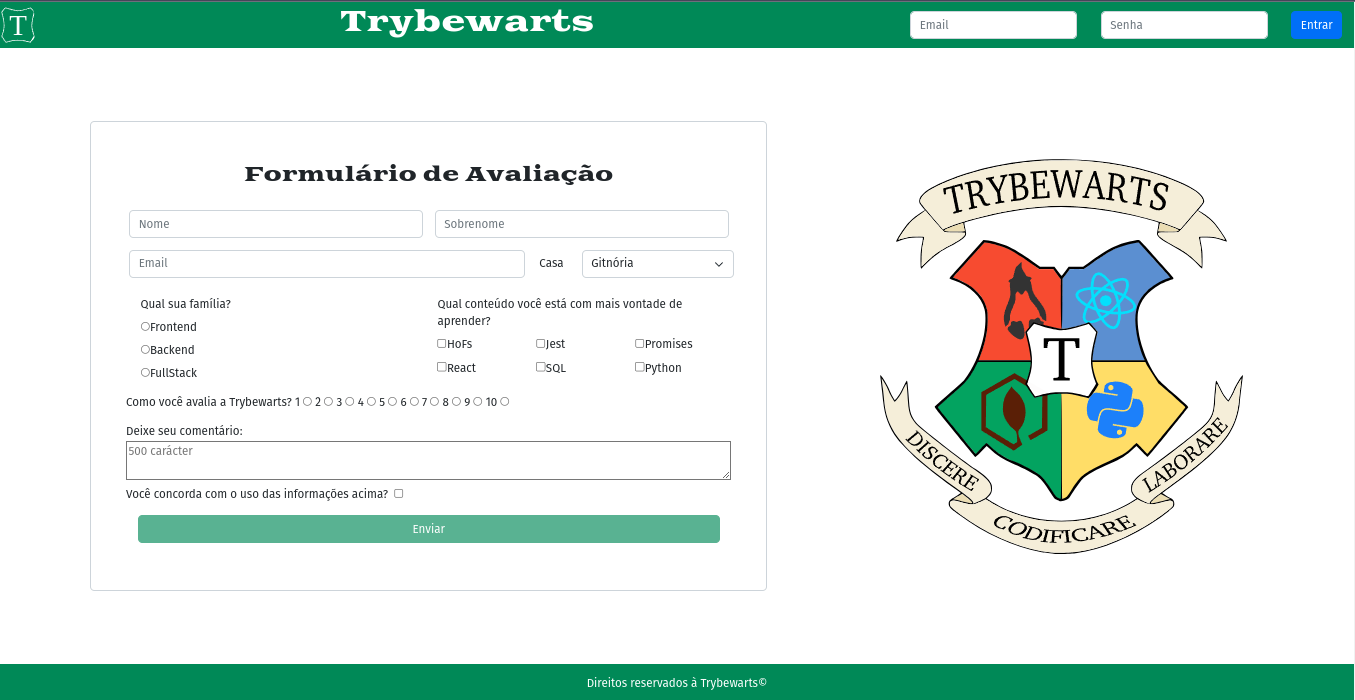 T
Trybewarts
Email
Senha
Entrar
Formulário de Avaliação
Nome
Sobrenome
Email
Casa
Gitnória
Qual sua família?
Frontend
Backend
FullStack
Qual conteúdo você está com mais vontade de
aprender?
HoFs
Jest
Promises
React
SQL
Python
Como você avalia a Trybewarts? 1 2 3 4 5 6 7 8 9 10
Deixe seu comentário:
500 carácter
Você concorda com o uso das informações acima?
Enviar
TRYBEWARTS
T
DISCERE
LABORARE
CODIFICARE
Direitos reservados à Trybewarts©